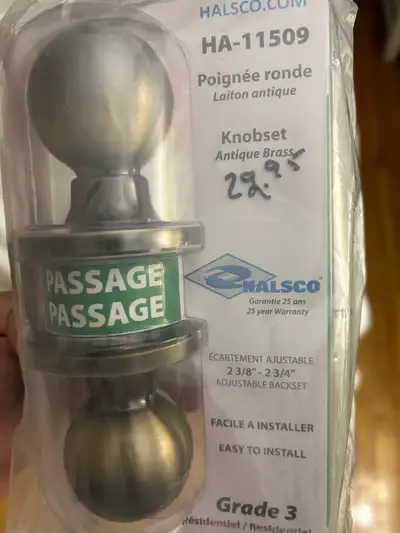 HALSCO.COM
HA-11509
Poignée ronde
Laiton antique
Knobset
Antique Brass
29.95
PASSAGE
PASSAGE
HALSCO
Garantie 25 ans
25 year Warranty
ÉCARTEMENT AJUSTABLE
2 3/8" - 2 3/4"
ADJUSTABLE BACKSET
FACILE A INSTALLER
EASY TO INSTALL
Grade 3
Résidentiel / Residential